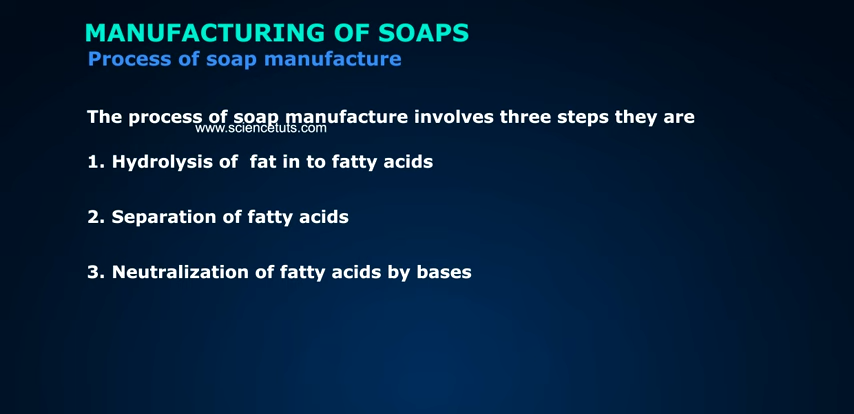 MANUFACTURING OF SOAPS
Process of soap manufacture
The process of soap manufacture involves three steps they are
www.sciencetuts.com
1. Hydrolysis of  fat in to fatty acids
2. Separation of fatty acids
3. Neutralization of fatty acids by bases